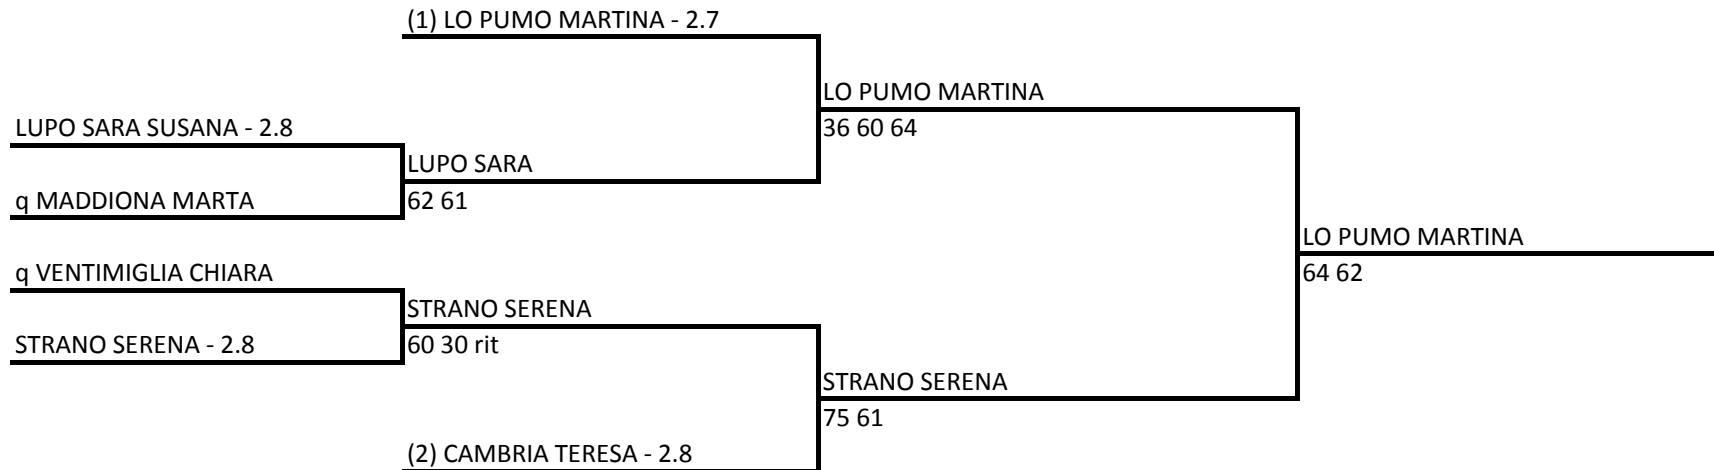 (1) LO PUMO MARTINA - 2.7
LO PUMO MARTINA
36 60 64
LUPO SARA SUSANA - 2.8
LUPO SARA
62 61
q MADDIONA MARTA
LO PUMO MARTINA
64 62
q VENTIMIGLIA CHIARA
STRANO SERENA
60 30 rit
STRANO SERENA - 2.8
STRANO SERENA
75 61
(2) CAMBRIA TERESA - 2.8